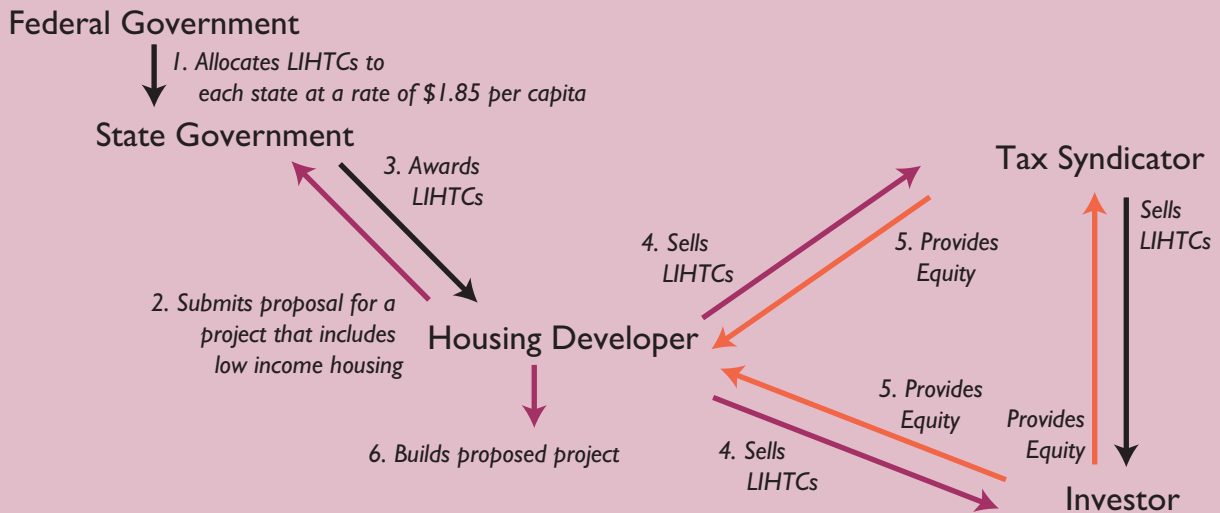 Federal Government
1. Allocates LIHTCs to
each state at a rate of $1.85 per capita
State Government
3. Awards
LIHTCs
2. Submits proposal for a
project that includes
low income housing
Housing Developer
6. Builds proposed project
4. Sells
LIHTCs
5. Provides
Equity
Tax Syndicator
Sells
LIHTCs
5. Provides
Equity
4. Sells
LIHTCs
Provides
Equity
Investor